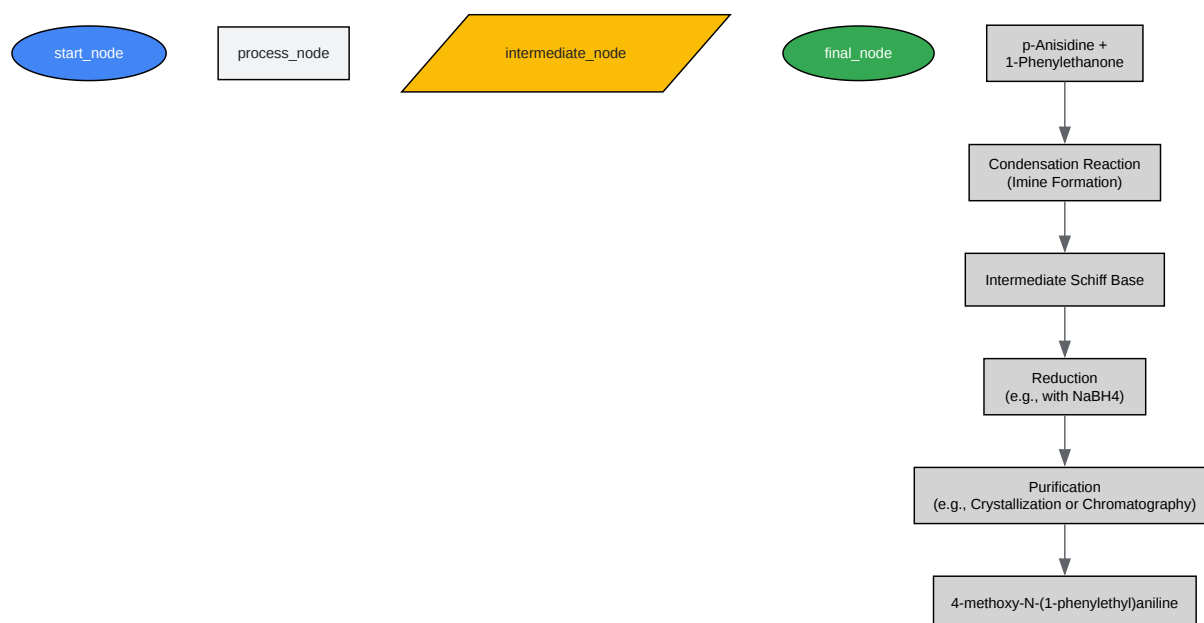 start_node
process_node
intermediate_node
final_node
p-Anisidine +
1-Phenylethanone
Condensation Reaction
(Imine Formation)
Intermediate Schiff Base
Reduction
(e.g., with NaBH4)
Purification
(e.g., Crystallization or Chromatography)
4-methoxy-N-(1-phenylethyl)aniline